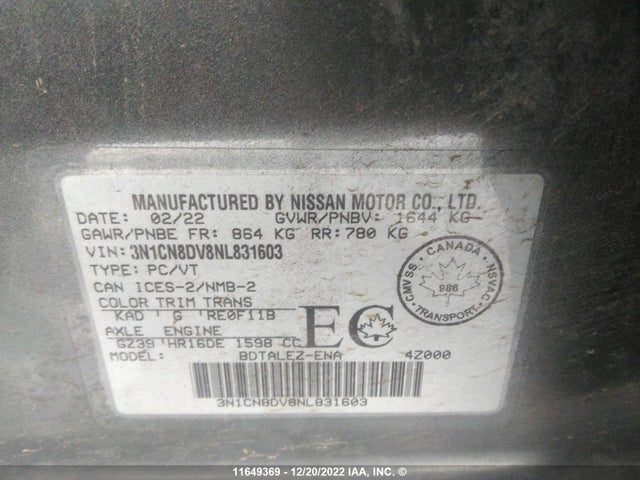 MANUFACTURED BY NISSAN MOTOR CO., LTD.
DATE: 02/22 GVWR/PNBV: 1644 KG
GAWR/PNBE FR: 864 KG RR: 780 KG
VIN: 3N1CN8DV8NL831603
TYPE: PC/VT
CAN ICES-2/NMB-2
COLOR TRIM TRANS
KAD ' G ' RE0F11B
AXLE ENGINE
GZ39 'HR16DE 1598 CC
MODEL: BDTALEZ-ENA 4Z000
EC
CANADA
CMVSS NSVAC
986
TRANSPORT
3N1CN8DV8NL831603
11649369 - 12/20/2022 IAA, Inc. ©